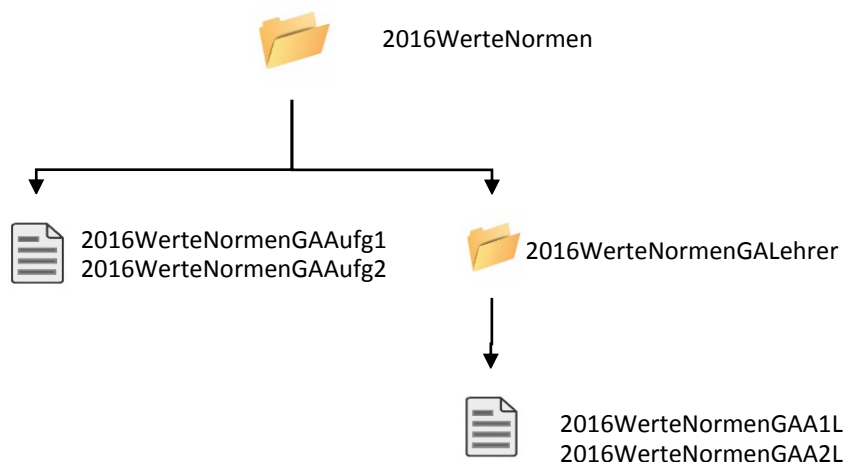 2016WerteNormen
2016WerteNormenGAAufg1
2016WerteNormenGAAufg2
2016WerteNormenGALehrer
2016WerteNormenGAA1L
2016WerteNormenGAA2L